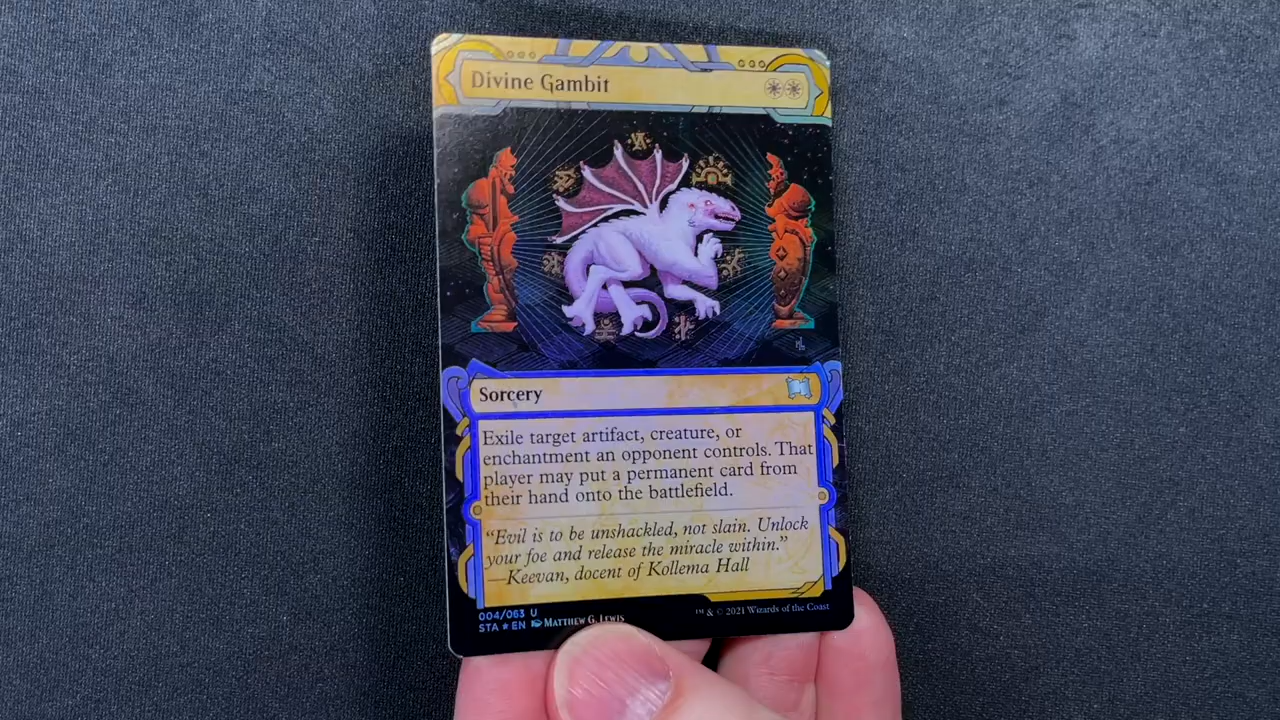 Divine Gambit
Sorcery
Exile target artifact, creature, or
enchantment an opponent controls. That
player may put a permanent card from
their hand onto the battlefield.
“Evil is to be unshackled, not slain. Unlock
your foe and release the miracle within.”
—Keevan, docent of Kollema Hall
004/063 U
STA ★ EN MATTHEW G. LEWIS
™ & © 2021 Wizards of the Coast